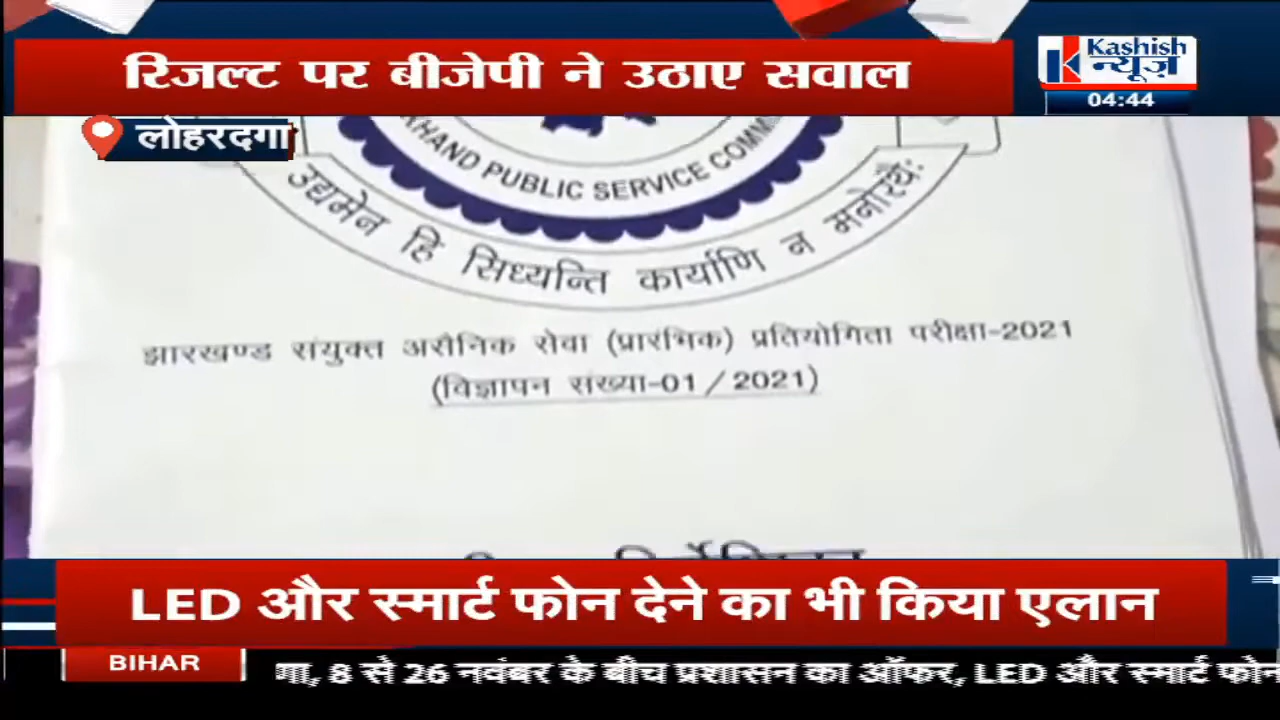 रिजल्ट पर बीजेपी ने उठाए सवाल
Kashish
न्यूज़
04:44
लोहरदगा
KHAND PUBLIC SERVICE COMM
उद्यमेन हि सिध्यन्ति कार्याणि न मनोरथैः
झारखण्ड संयुक्त असैनिक सेवा (प्रारंभिक) प्रतियोगिता परीक्षा-2021
(विज्ञापन संख्या-01/2021)
LED और स्मार्ट फोन देने का भी किया एलान
BIHAR
गा, 8 से 26 नवंबर के बीच प्रशासन का ऑफर, LED और स्मार्ट फोन